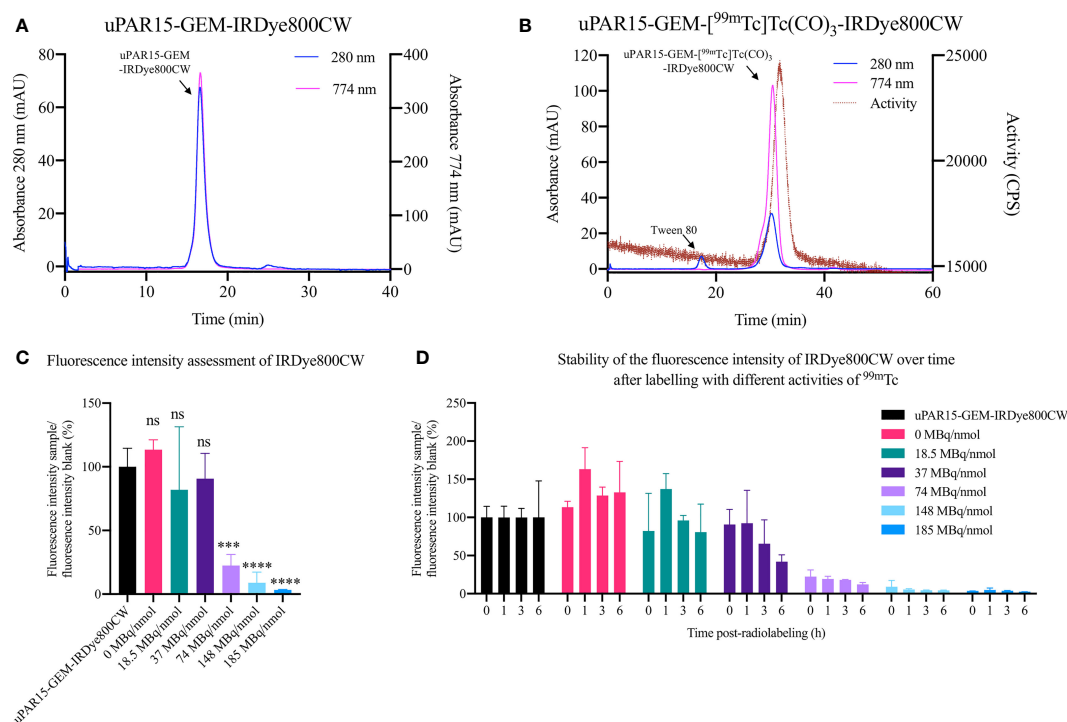 A
uPAR15-GEM-IRDye800CW
uPAR15-GEM
-IRDye800CW
280 nm
774 nm
Absorbance 280 nm (mAU)
80
60
40
20
0
Absorbance 774 nm (mAU)
400
300
200
100
0
0
10
20
30
40
Time (min)
B
uPAR15-GEM-[⁹⁹ᵐTc]Tc(CO)₃-IRDye800CW
uPAR15-GEM-[⁹⁹ᵐTc]Tc(CO)₃
-IRDye800CW
280 nm
774 nm
Activity
Tween 80
Asorbance (mAU)
120
100
80
60
40
20
0
Activity (CPS)
25000
20000
15000
0
20
40
60
Time (min)
C
Fluorescence intensity assessment of IRDye800CW
Fluorescence intensity sample/
fluoresence intensity blank (%)
150
100
50
0
ns
ns
ns
***
****
****
uPAR15-GEM-IRDye800CW
0 MBq/nmol
18.5 MBq/nmol
37 MBq/nmol
74 MBq/nmol
148 MBq/nmol
185 MBq/nmol
D
Stability of the fluorescence intensity of IRDye800CW over time
after labelling with different activities of ⁹⁹ᵐTc
Fluorescence intensity sample/
fluorescence intensity blank (%)
250
200
150
100
50
0
uPAR15-GEM-IRDye800CW
0 MBq/nmol
18.5 MBq/nmol
37 MBq/nmol
74 MBq/nmol
148 MBq/nmol
185 MBq/nmol
0 1 3 6 0 1 3 6 0 1 3 6 0 1 3 6 0 1 3 6 0 1 3 6 0 1 3 6
Time post-radiolabeling (h)